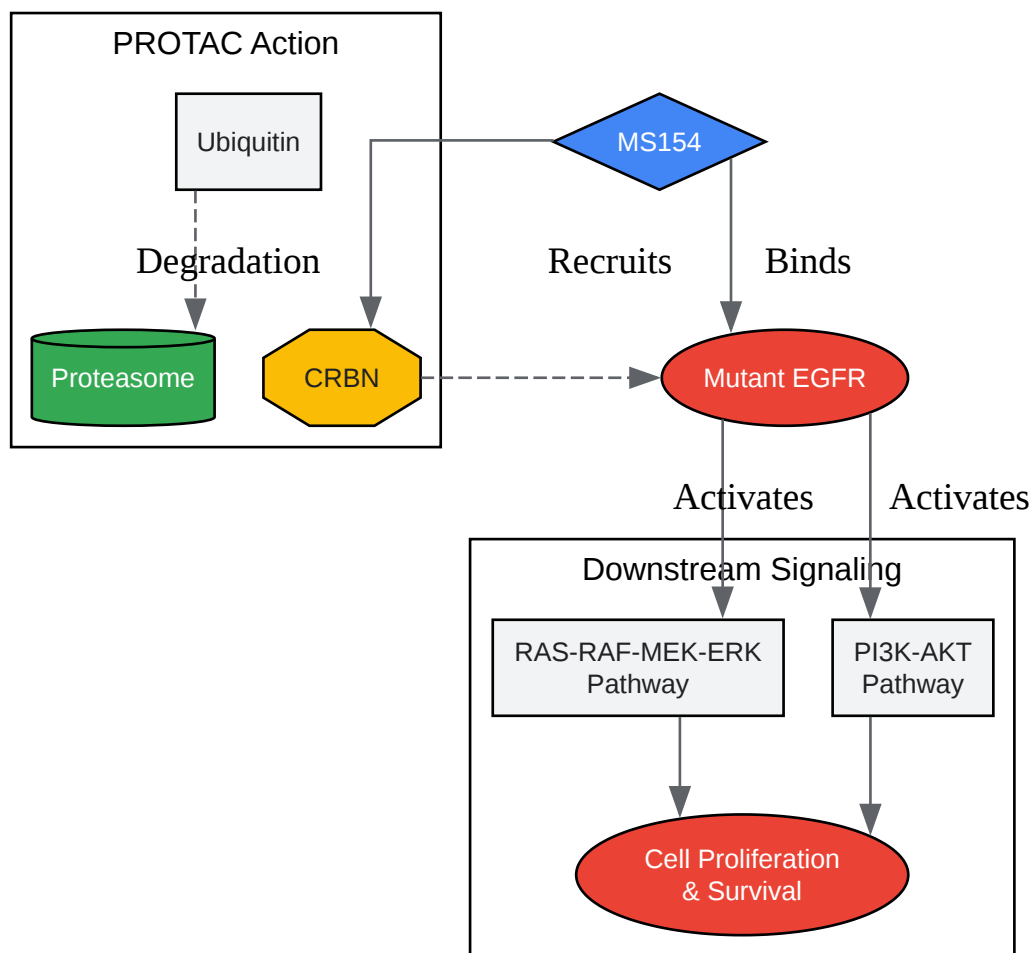 PROTAC Action
Ubiquitin
MS154
Degradation
Recruits
Binds
Proteasome
CRBN
Mutant EGFR
Activates
Activates
Downstream Signaling
RAS-RAF-MEK-ERK
Pathway
PI3K-AKT
Pathway
Cell Proliferation
& Survival